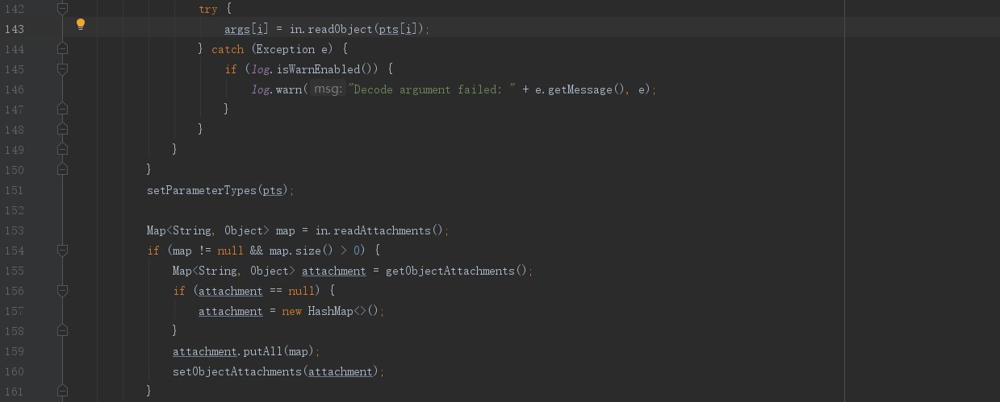 142 try {
143 args[i] = in.readObject(pts[i]);
144 } catch (Exception e) {
145 if (log.isWarnEnabled()) {
146 log.warn( msg: "Decode argument failed: " + e.getMessage(), e);
147 }
148 }
149 }
150 }
151 setParameterTypes(pts);
152
153 Map<String, Object> map = in.readAttachments();
154 if (map != null && map.size() > 0) {
155 Map<String, Object> attachment = getObjectAttachments();
156 if (attachment == null) {
157 attachment = new HashMap<>();
158 }
159 attachment.putAll(map);
160 setObjectAttachments(attachment);
161 }